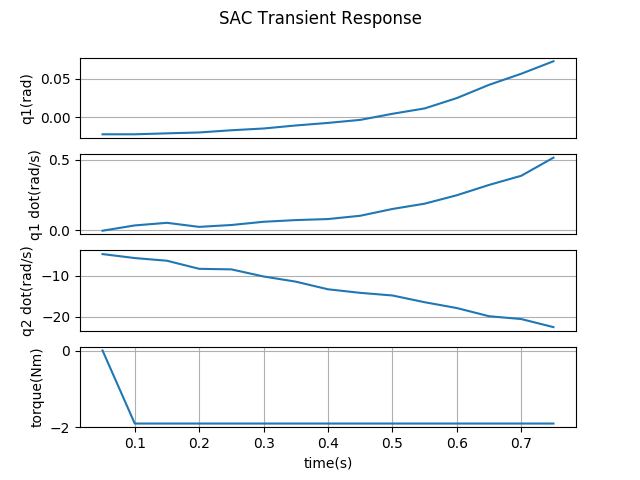 SAC Transient Response
q1(rad)
0.05
0.00
q1 dot(rad/s)
0.5
0.0
q2 dot(rad/s)
−10
−20
torque(Nm)
0
−2
0.1 0.2 0.3 0.4 0.5 0.6 0.7
time(s)